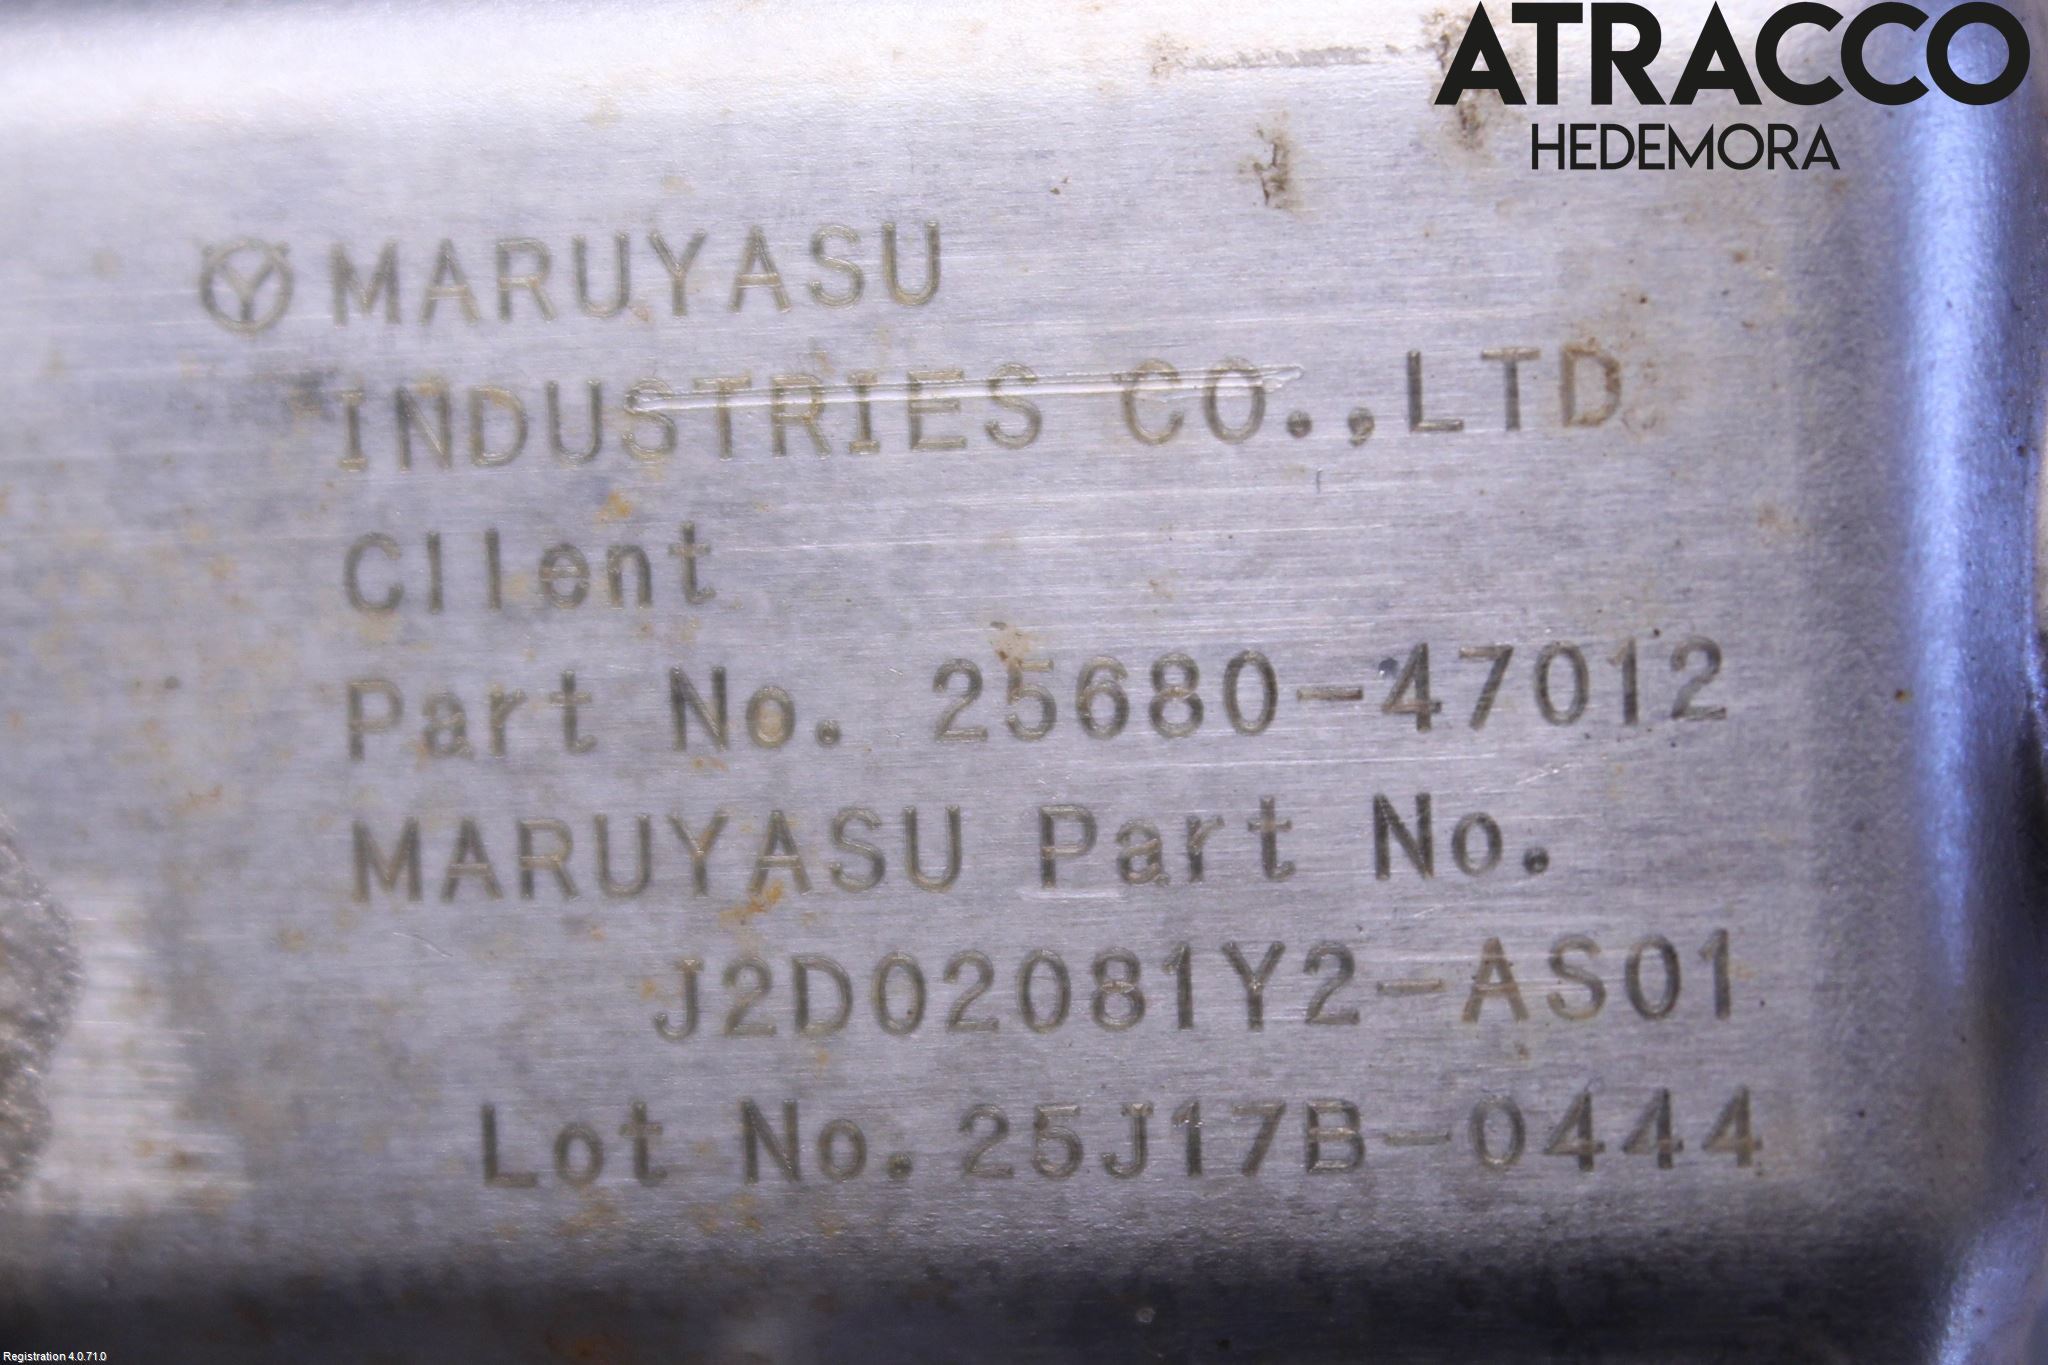 ATRACCO
HEDEMORA
MARUYASU
INDUSTRIES CO.,LTD
Client
Part No. 25680-47012
MARUYASU Part No.
J2D02081Y2-AS01
Lot No. 25J17B-0444
Registration 4.0.71.0